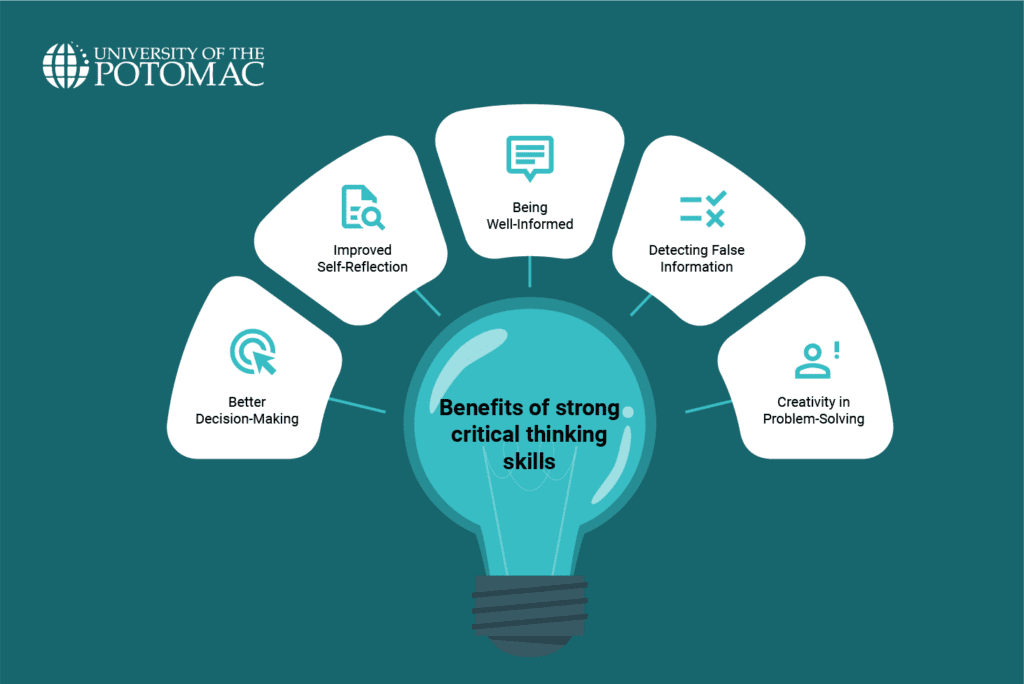 UNIVERSITY OF THE
POTOMAC
Better
Decision-Making
Improved
Self-Reflection
Being
Well-Informed
Detecting False
Information
Creativity in
Problem-Solving
Benefits of strong
critical thinking
skills